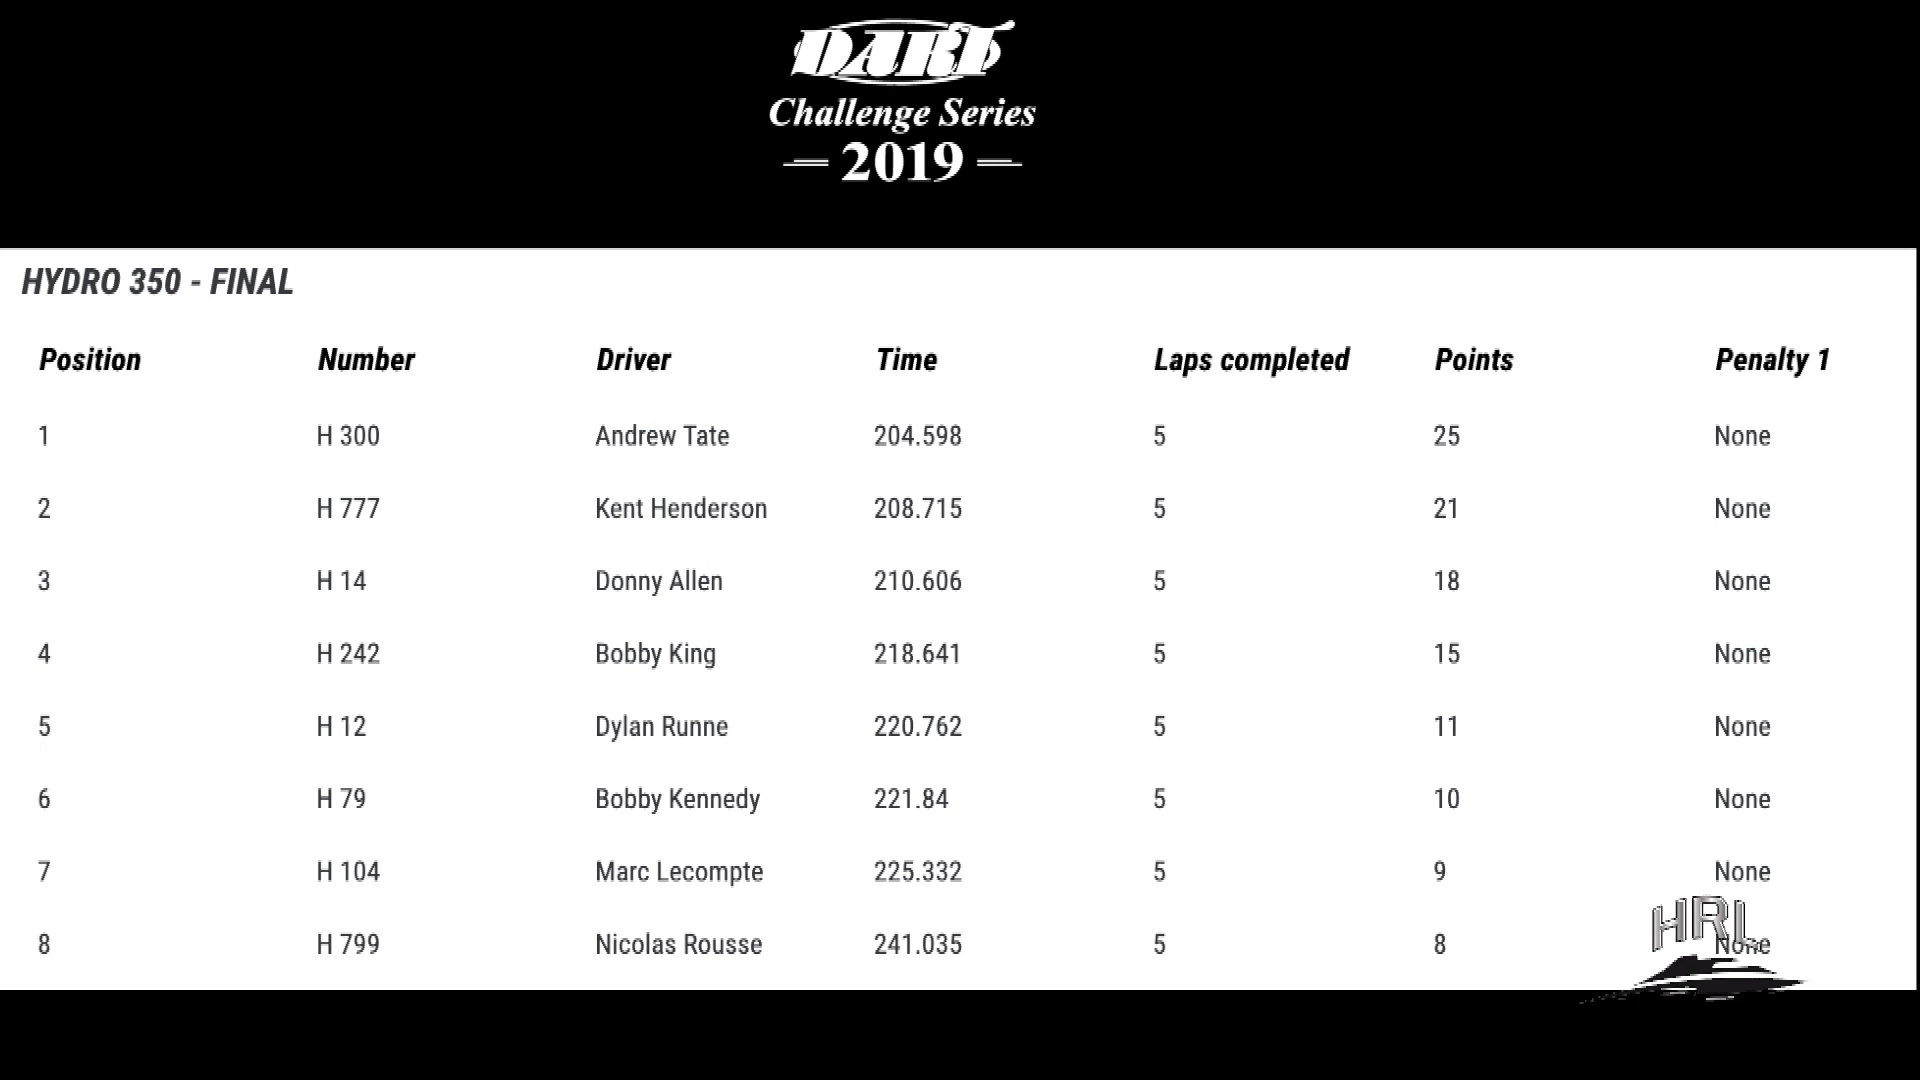 DART
Challenge Series
2019
HYDRO 350 - FINAL
Position Number Driver Time Laps completed Points Penalty 1
1 H 300 Andrew Tate 204.598 5 25 None
2 H 777 Kent Henderson 208.715 5 21 None
3 H 14 Donny Allen 210.606 5 18 None
4 H 242 Bobby King 218.641 5 15 None
5 H 12 Dylan Runne 220.762 5 11 None
6 H 79 Bobby Kennedy 221.84 5 10 None
7 H 104 Marc Lecompte 225.332 5 9 None
8 H 799 Nicolas Rousse 241.035 5 8 None
HRL